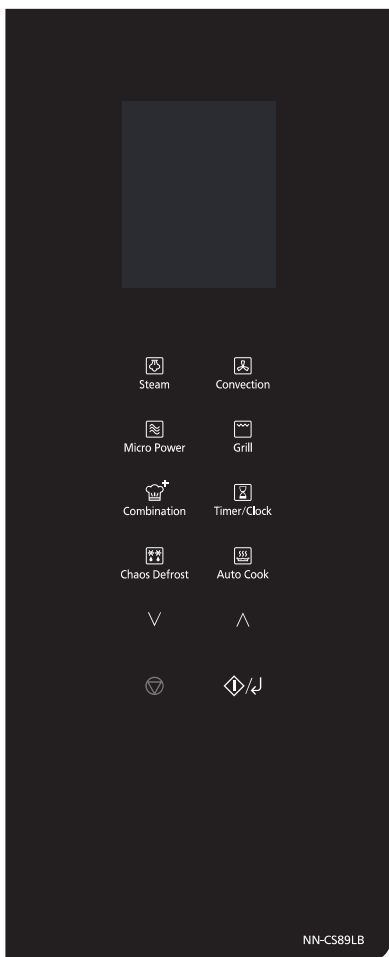 Steam Convection
Micro Power Grill
Combination Timer/Clock
Chaos Defrost Auto Cook
NN-CS89LB